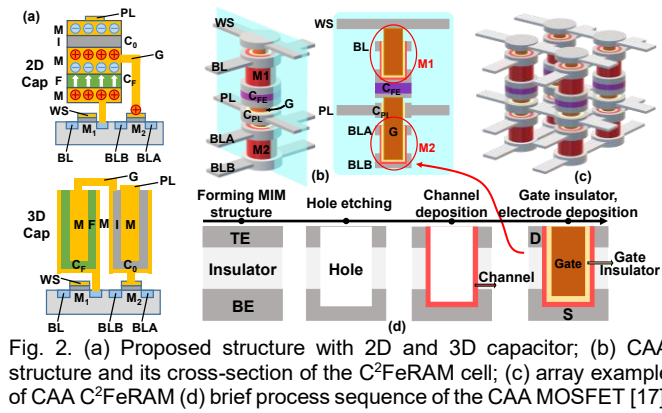 (a)
PL
M
I
C0
G
2D
Cap
M
F
CF
M
WS
M1
M2
BL
BLB
BLA
G
PL
3D
Cap
M F M I M
CF
C0
WS
M1
M2
BL
BLB
BLA
WS
BL
M1
PL
CFE
G
CPL
BLA
M2
BLB
(b)
WS
BL
M1
CFE
PL
CPL
BLA
G
M2
BLB
(c)
Forming MIM
structure
Hole etching
Channel
deposition
Gate insulator,
electrode deposition
TE
Insulator
BE
Hole
Channel
D
Gate
Gate
Insulator
S
(d)
Fig. 2. (a) Proposed structure with 2D and 3D capacitor; (b) CAA
structure and its cross-section of the C²FeRAM cell; (c) array example
of CAA C²FeRAM (d) brief process sequence of the CAA MOSFET [17]